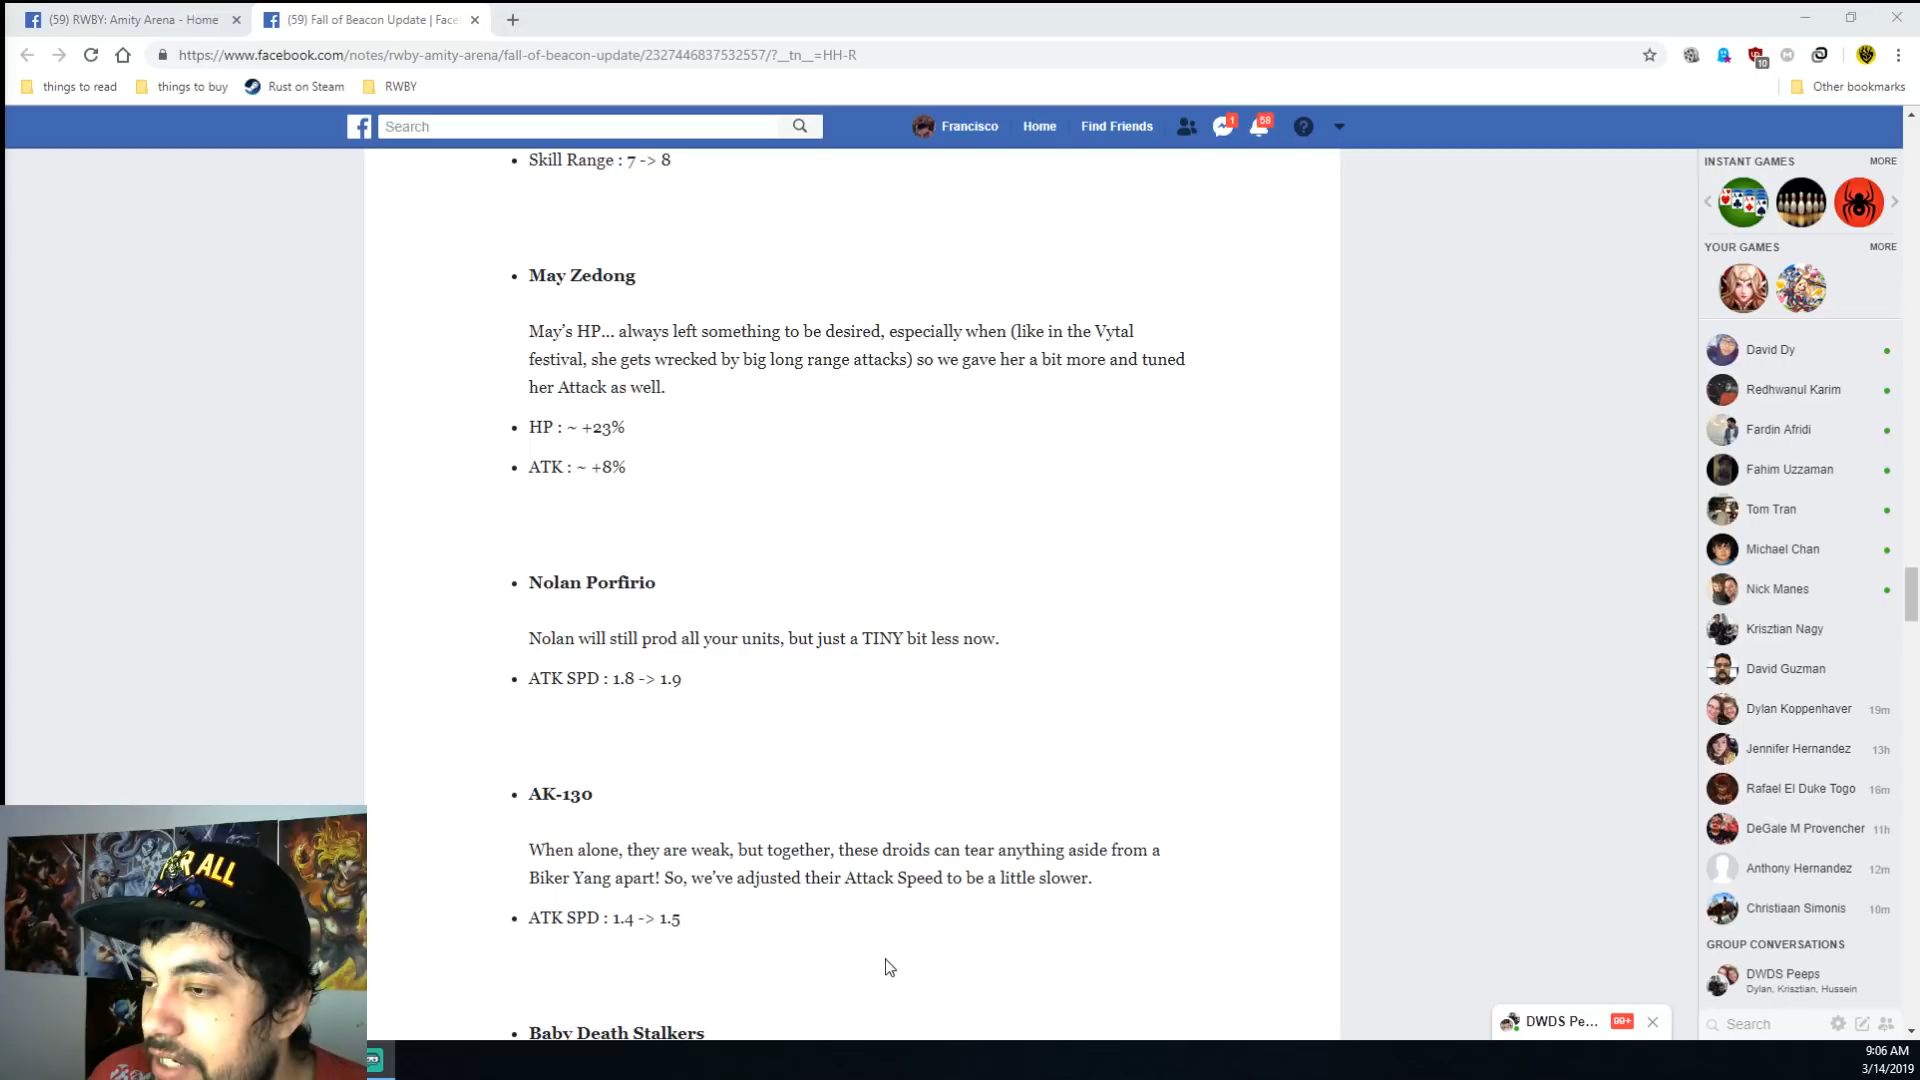 (59) RWBY: Amity Arena - Home
(59) Fall of Beacon Update | Face
https://www.facebook.com/notes/rwby-amity-arena/fall-of-beacon-update/2327446837532557/?__tn__=HH-R
10
things to read
things to buy
Rust on Steam
RWBY
Other bookmarks
Search
Francisco
Home
Find Friends
1
58
• Skill Range : 7 -> 8
• May Zedong
May’s HP... always left something to be desired, especially when (like in the Vytal
festival, she gets wrecked by big long range attacks) so we gave her a bit more and tuned
her Attack as well.
• HP : ~ +23%
• ATK : ~ +8%
• Nolan Porfirio
Nolan will still prod all your units, but just a TINY bit less now.
• ATK SPD : 1.8 -> 1.9
• AK-130
When alone, they are weak, but together, these droids can tear anything aside from a
Biker Yang apart! So, we’ve adjusted their Attack Speed to be a little slower.
• ATK SPD : 1.4 -> 1.5
• Baby Death Stalkers
INSTANT GAMES
MORE
YOUR GAMES
MORE
David Dy
Redhwanul Karim
Fardin Afridi
Fahim Uzzaman
Tom Tran
Michael Chan
Nick Manes
Krisztian Nagy
David Guzman
Dylan Koppenhaver 19m
Jennifer Hernandez 13h
Rafael El Duke Togo 16m
DeGale M Provencher 11h
Anthony Hernandez 12m
Christiaan Simonis 10m
GROUP CONVERSATIONS
DWDS Peeps
Dylan, Krisztian, Hussein
Search
DWDS Pe... 99+
9:06 AM
3/14/2019
ALL